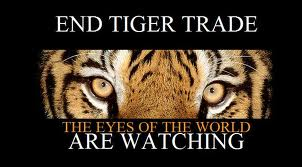 END TIGER TRADE
THE EYES OF THE WORLD
ARE WATCHING